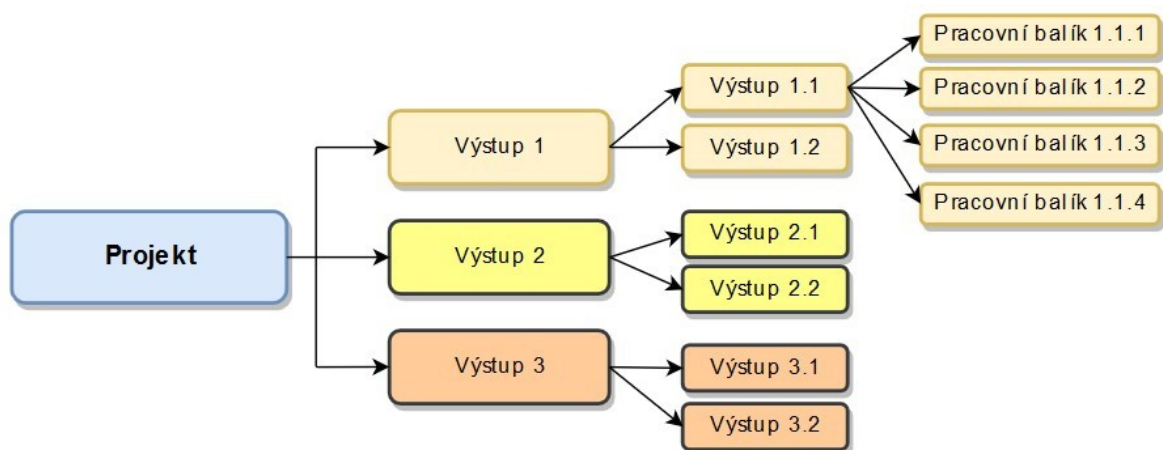 Projekt
Výstup 1
Výstup 1.1
Pracovní balík 1.1.1
Pracovní balík 1.1.2
Pracovní balík 1.1.3
Pracovní balík 1.1.4
Výstup 1.2
Výstup 2
Výstup 2.1
Výstup 2.2
Výstup 3
Výstup 3.1
Výstup 3.2